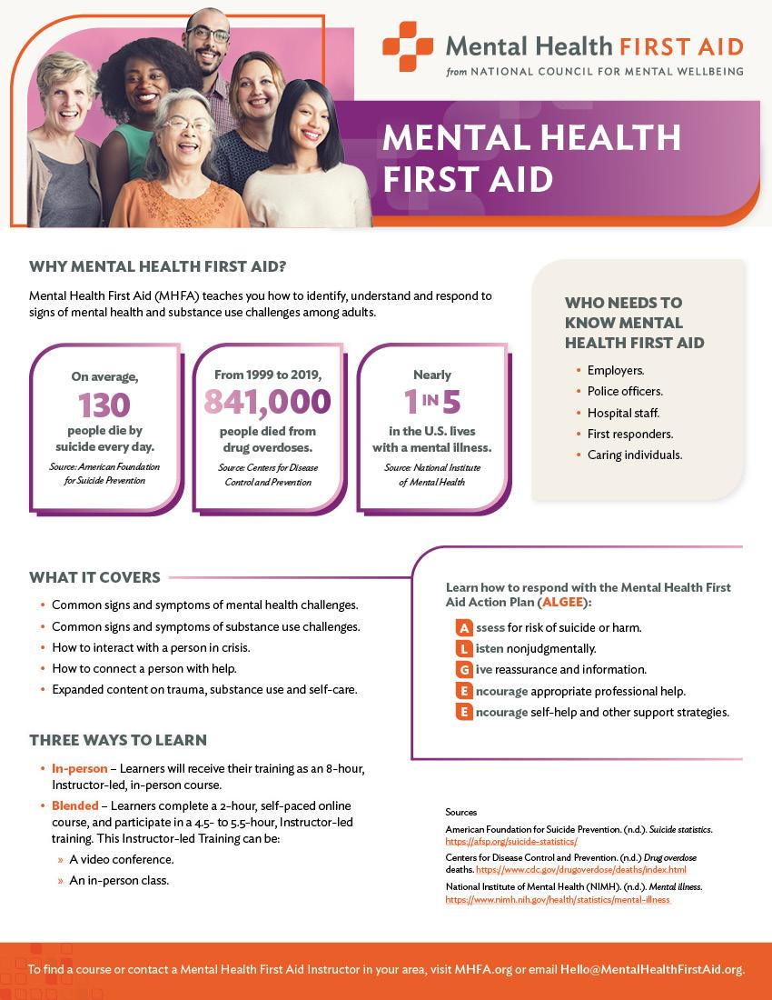 Mental Health FIRST AID
from NATIONAL COUNCIL FOR MENTAL WELLBEING
MENTAL HEALTH
FIRST AID
WHY MENTAL HEALTH FIRST AID?
Mental Health First Aid (MHFA) teaches you how to identify, understand and respond to
signs of mental health and substance use challenges among adults.
On average,
130
people die by
suicide every day.
Source: American Foundation
for Suicide Prevention
From 1999 to 2019,
841,000
people died from
drug overdoses.
Source: Centers for Disease
Control and Prevention
Nearly
1 IN 5
in the U.S. lives
with a mental illness.
Source: National Institute
of Mental Health
WHO NEEDS TO
KNOW MENTAL
HEALTH FIRST AID
• Employers.
• Police officers.
• Hospital staff.
• First responders.
• Caring individuals.
WHAT IT COVERS
• Common signs and symptoms of mental health challenges.
• Common signs and symptoms of substance use challenges.
• How to interact with a person in crisis.
• How to connect a person with help.
• Expanded content on trauma, substance use and self-care.
Learn how to respond with the Mental Health First
Aid Action Plan (ALGEE):
Assess for risk of suicide or harm.
Listen nonjudgmentally.
Give reassurance and information.
Encourage appropriate professional help.
Encourage self-help and other support strategies.
THREE WAYS TO LEARN
• In-person – Learners will receive their training as an 8-hour,
Instructor-led, in-person course.
• Blended – Learners complete a 2-hour, self-paced online
course, and participate in a 4.5- to 5.5-hour, Instructor-led
training. This Instructor-led Training can be:
» A video conference.
» An in-person class.
Sources
American Foundation for Suicide Prevention. (n.d.). Suicide statistics.
https://afsp.org/suicide-statistics/
Centers for Disease Control and Prevention. (n.d.) Drug overdose
deaths. https://www.cdc.gov/drugoverdose/deaths/index.html
National Institute of Mental Health (NIMH). (n.d.). Mental illness.
https://www.nimh.nih.gov/health/statistics/mental-illness
To find a course or contact a Mental Health First Aid Instructor in your area, visit MHFA.org or email Hello@MentalHealthFirstAid.org.